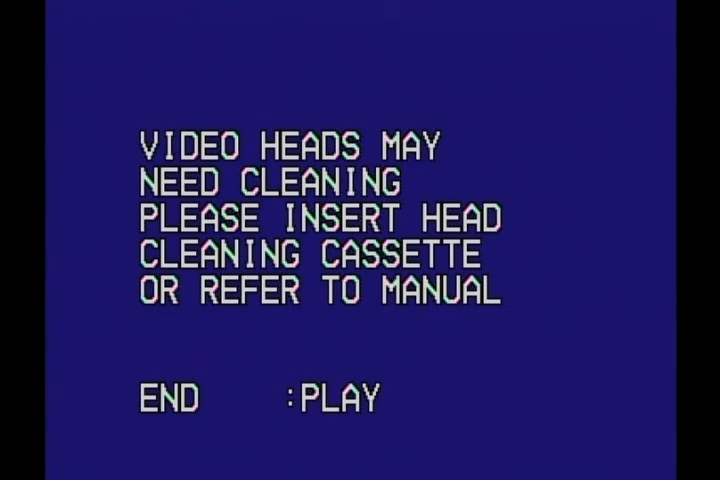 VIDEO HEADS MAY
NEED CLEANING
PLEASE INSERT HEAD
CLEANING CASSETTE
OR REFER TO MANUAL
END :PLAY